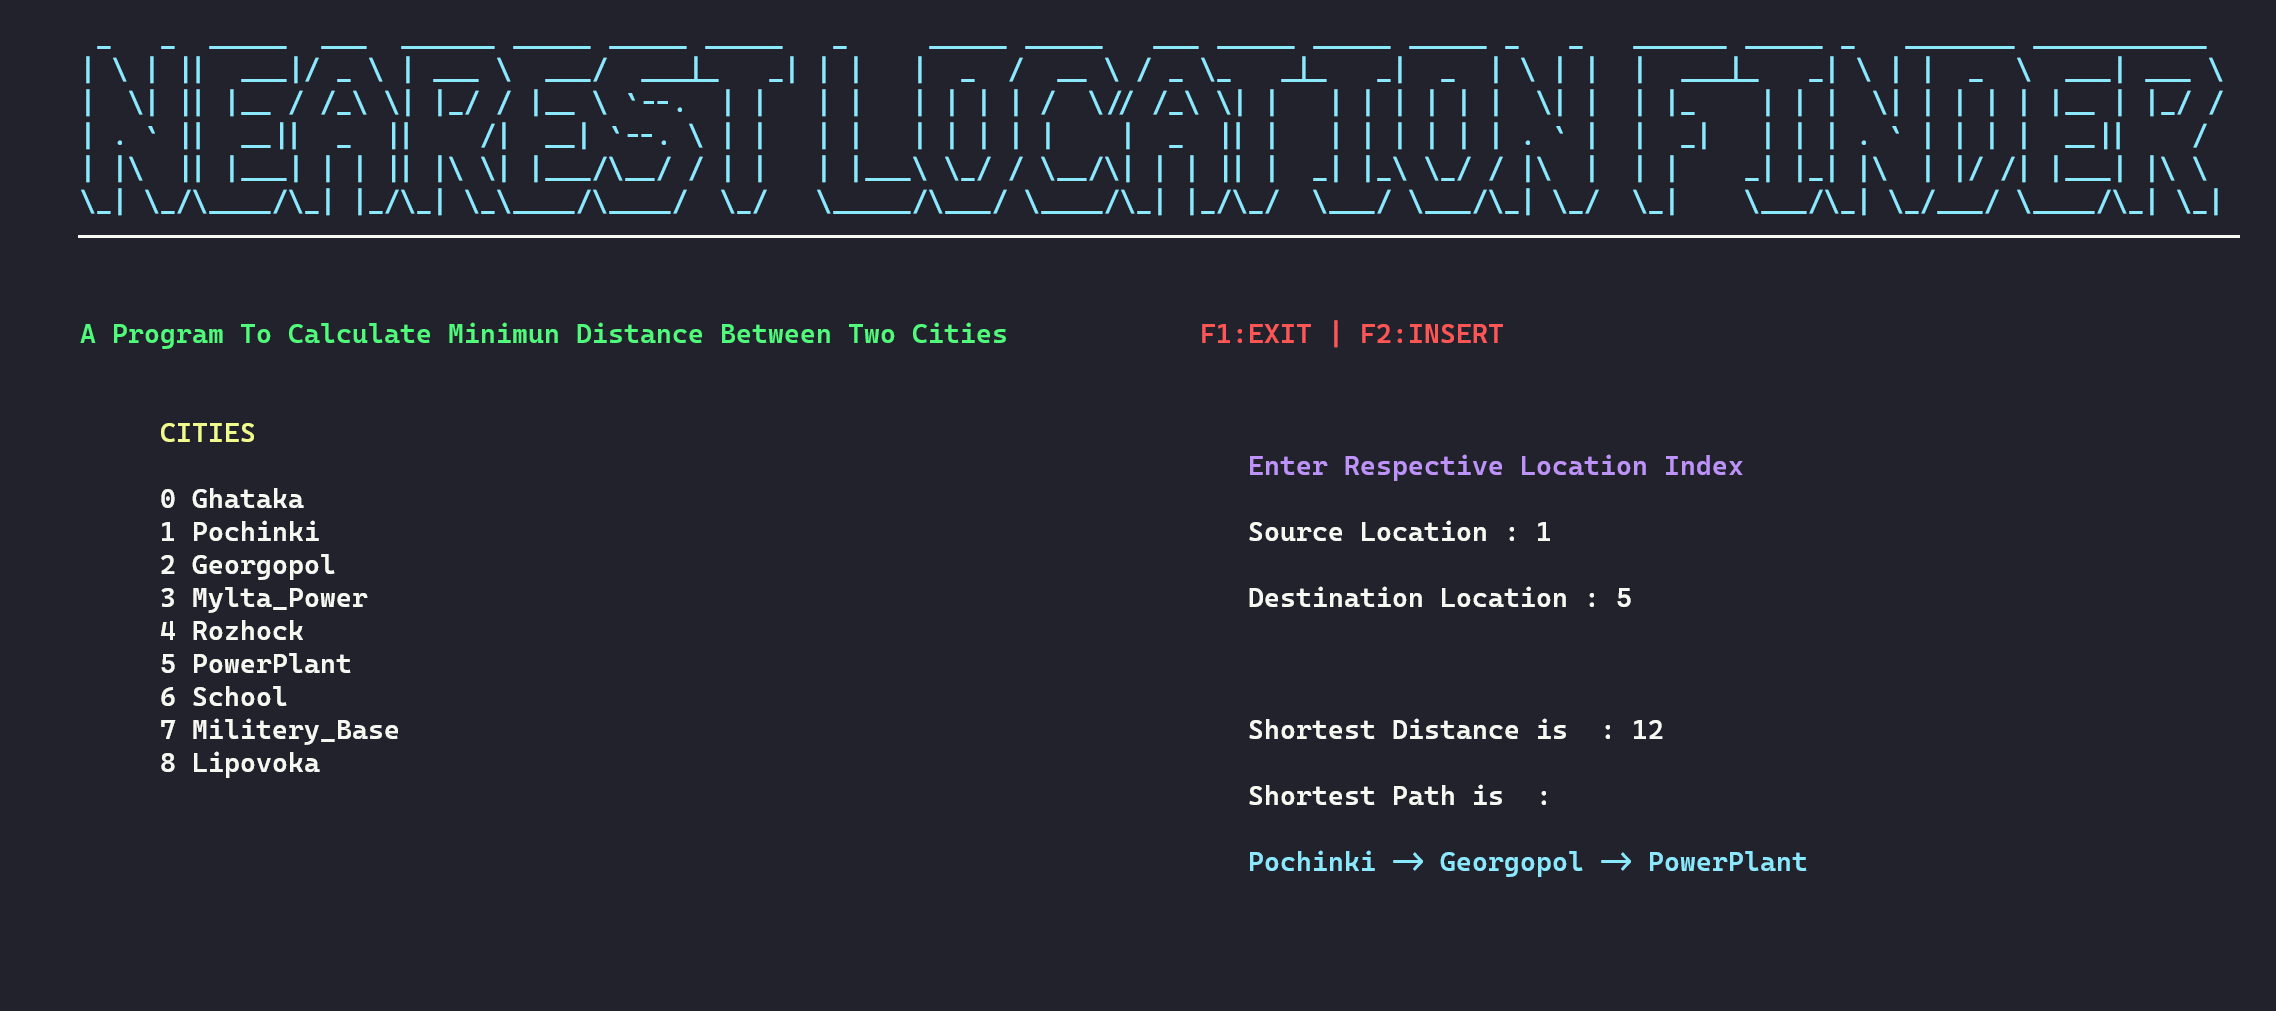 NEAREST LOCATION FINDER
A Program To Calculate Minimun Distance Between Two Cities
F1:EXIT | F2:INSERT
CITIES
0 Ghataka
1 Pochinki
2 Georgopol
3 Mylta_Power
4 Rozhock
5 PowerPlant
6 School
7 Militery_Base
8 Lipovoka
Enter Respective Location Index
Source Location : 1
Destination Location : 5
Shortest Distance is  : 12
Shortest Path is  :
Pochinki --> Georgopol --> PowerPlant